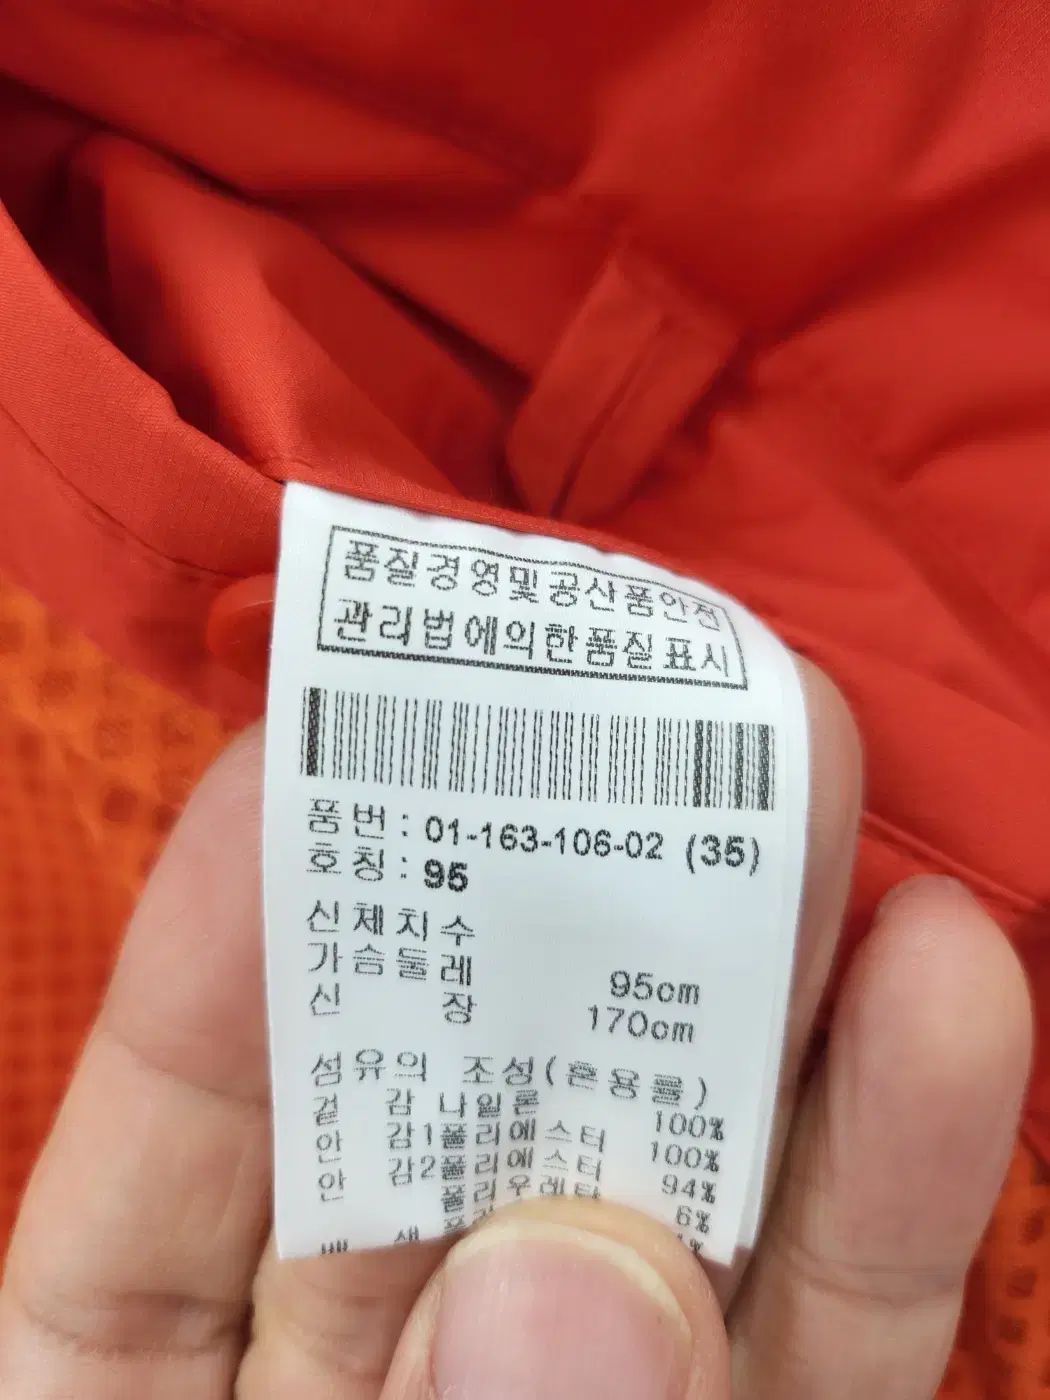 품질경영및공산품안전
관리법에의한품질표시
품 번 : 01-163-106-02 (35)
호 칭 : 95
신 체 치 수
가 슴 둘 레 95cm
신 장 170cm
섬 유 의 조 성 ( 혼 용 률 )
겉 감 나 일 론 100%
안 감1 폴 리 에 스 터 100%
안 감2 폴 리 에 스 터 94%
폴 리 우 레 탄 6%